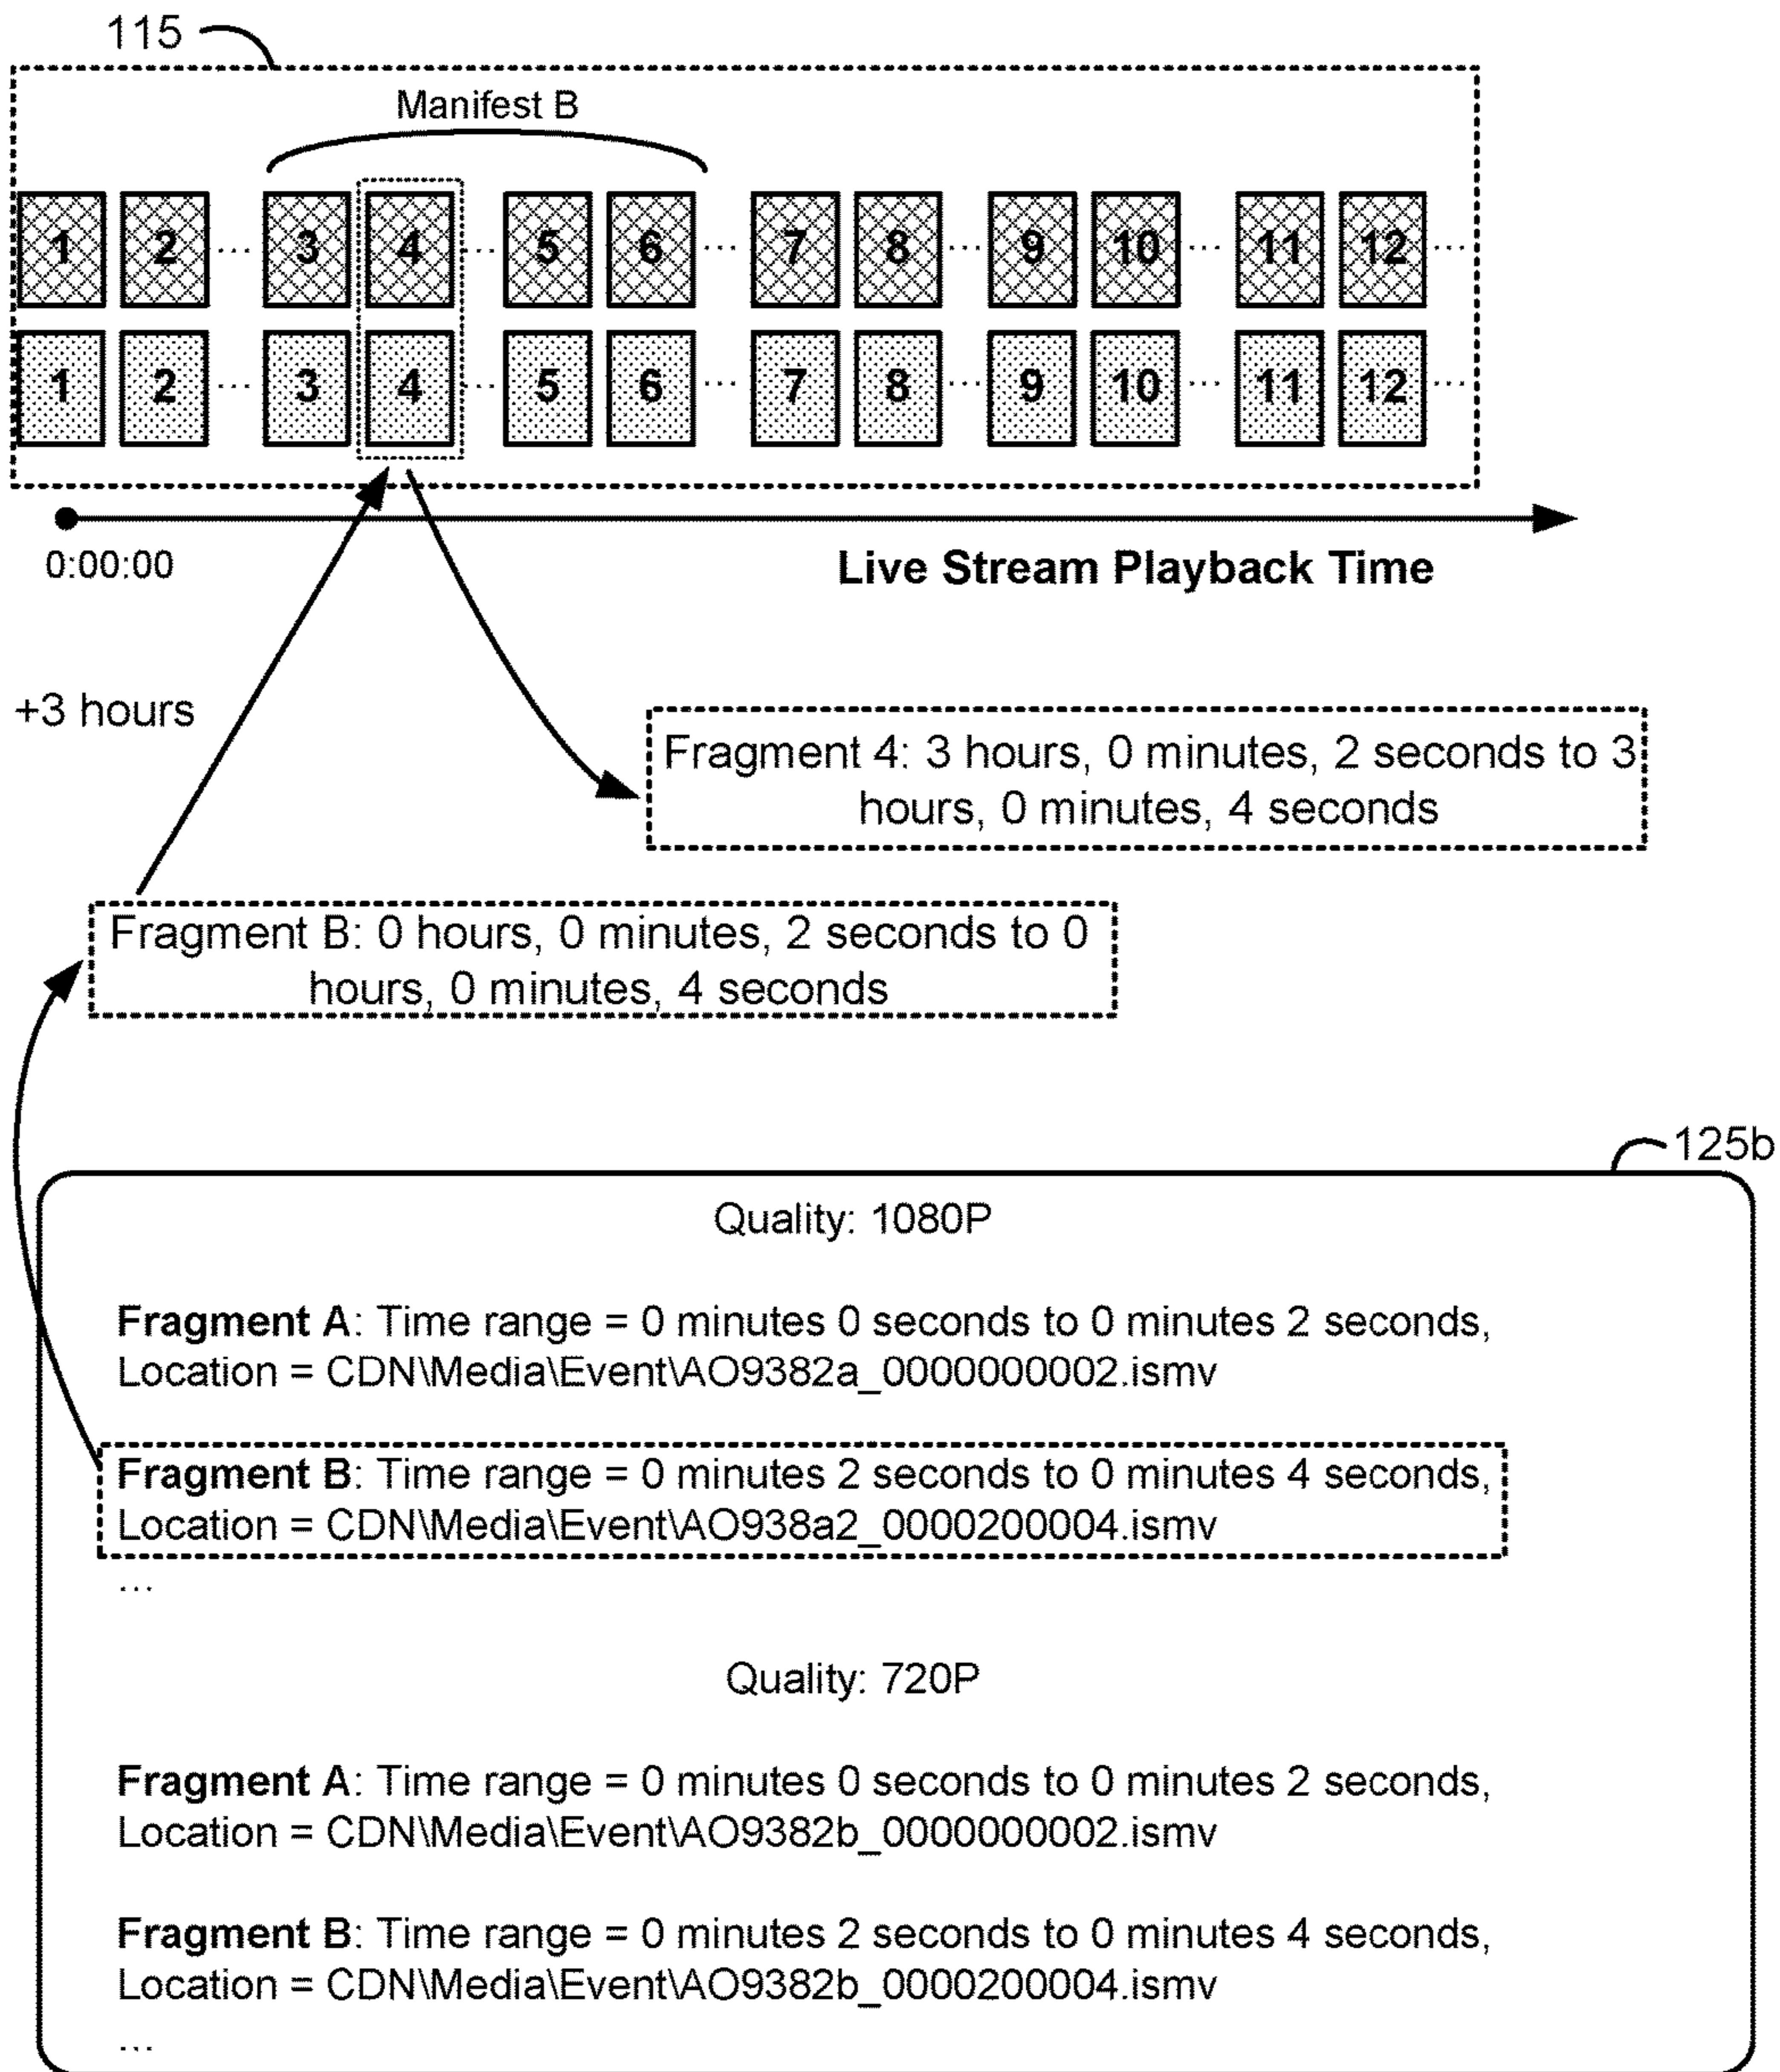 115
Manifest B
1 2 ... 3 4 ... 5 6 ... 7 8 ... 9 10 ... 11 12 ...
1 2 ... 3 4 ... 5 6 ... 7 8 ... 9 10 ... 11 12 ...
0:00:00
Live Stream Playback Time
+3 hours
Fragment 4: 3 hours, 0 minutes, 2 seconds to 3
hours, 0 minutes, 4 seconds
Fragment B: 0 hours, 0 minutes, 2 seconds to 0
hours, 0 minutes, 4 seconds
125b
Quality: 1080P
Fragment A: Time range = 0 minutes 0 seconds to 0 minutes 2 seconds,
Location = CDN\Media\Event\AO9382a_0000000002.ismv
Fragment B: Time range = 0 minutes 2 seconds to 0 minutes 4 seconds,
Location = CDN\Media\Event\AO938a2_0000200004.ismv
...
Quality: 720P
Fragment A: Time range = 0 minutes 0 seconds to 0 minutes 2 seconds,
Location = CDN\Media\Event\AO9382b_0000000002.ismv
Fragment B: Time range = 0 minutes 2 seconds to 0 minutes 4 seconds,
Location = CDN\Media\Event\AO9382b_0000200004.ismv
...